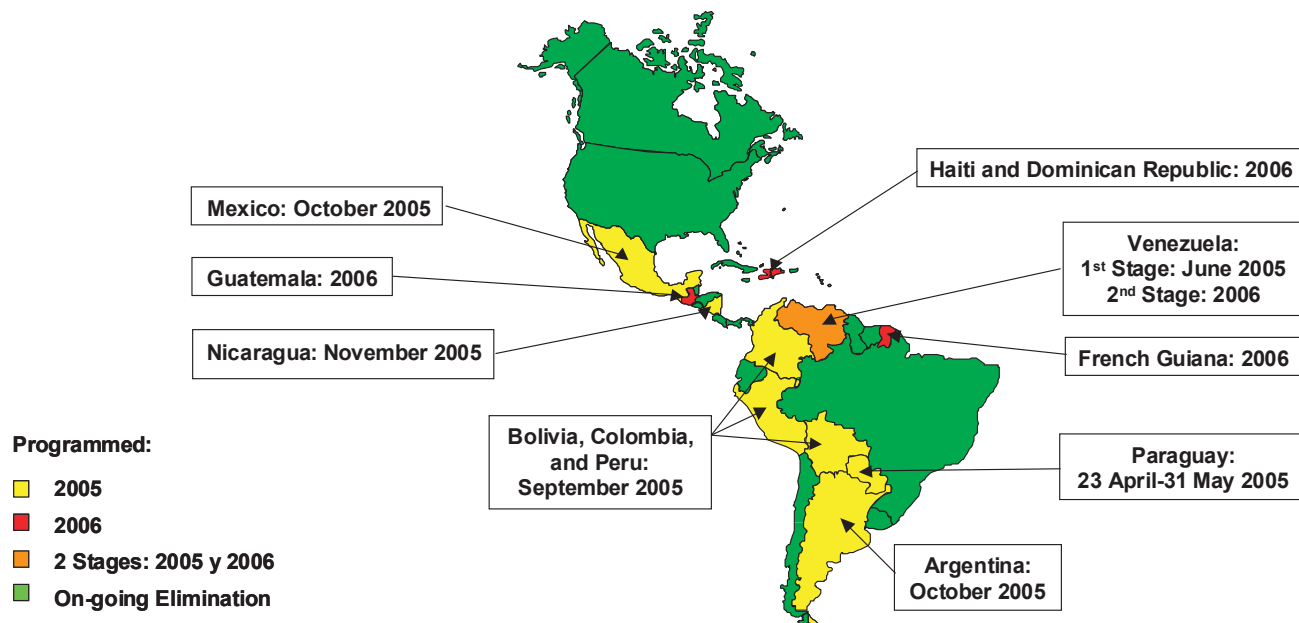 Haiti and Dominican Republic: 2006
Mexico: October 2005
Venezuela:
1st Stage: June 2005
2nd Stage: 2006
Guatemala: 2006
Nicaragua: November 2005
French Guiana: 2006
Bolivia, Colombia,
and Peru:
September 2005
Paraguay:
23 April-31 May 2005
Argentina:
October 2005
Programmed:
2005
2006
2 Stages: 2005 y 2006
On-going Elimination